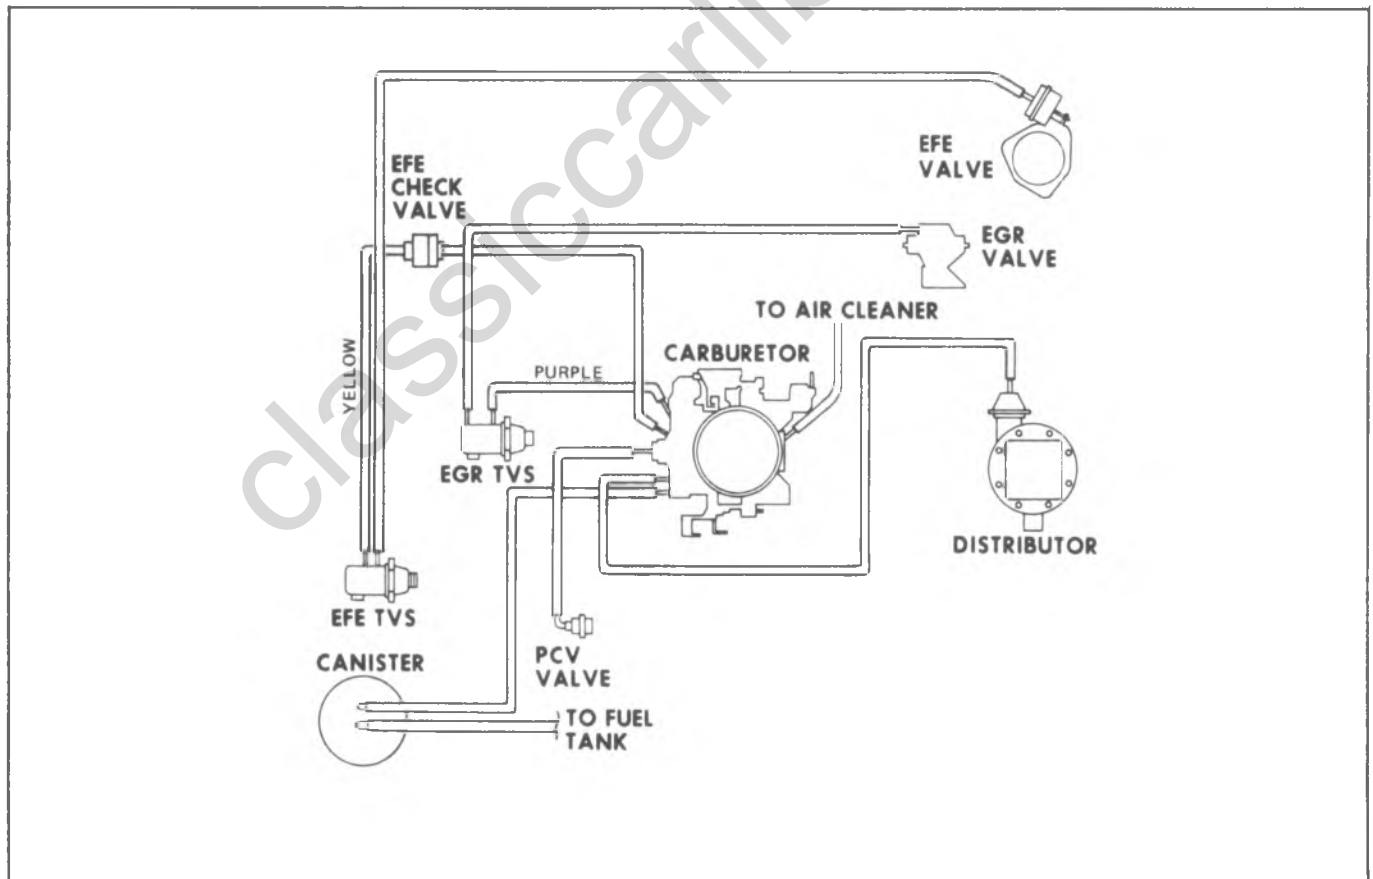 EFE
VALVE
EFE
CHECK
VALVE
EGR
VALVE
TO AIR CLEANER
CARBURETOR
YELLOW
PURPLE
EGR TVS
DISTRIBUTOR
EFE TVS
PCV
VALVE
CANISTER
TO FUEL
TANK